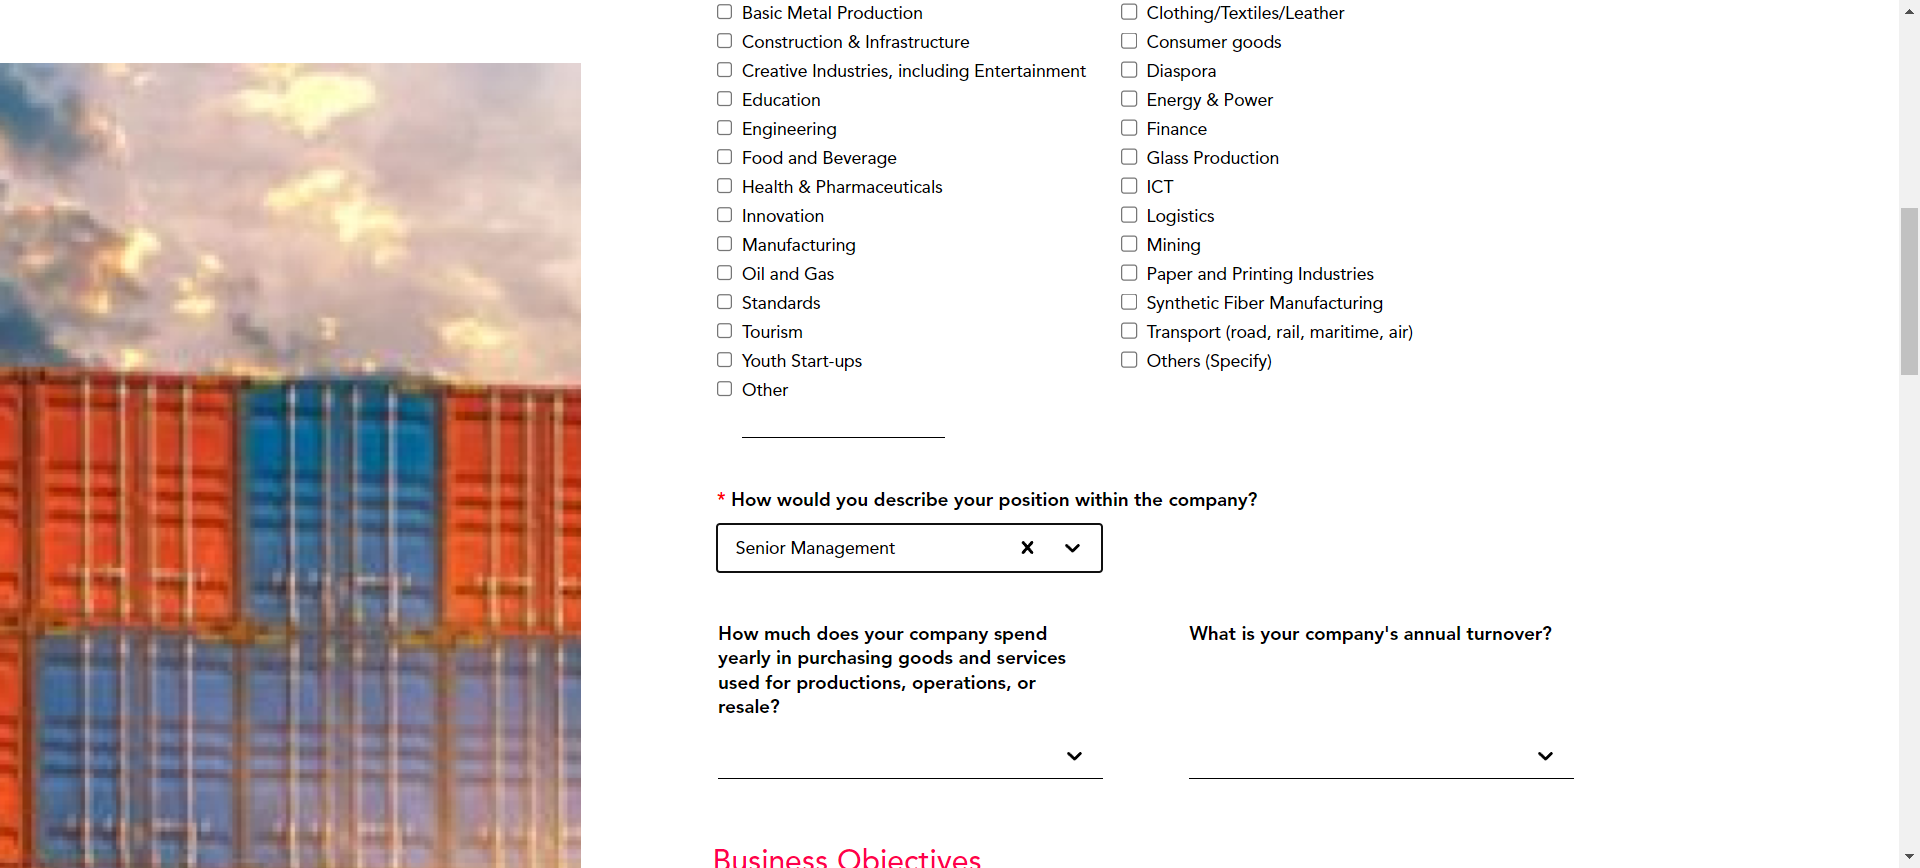 Basic Metal Production
Clothing/Textiles/Leather
Construction & Infrastructure
Consumer goods
Creative Industries, including Entertainment
Diaspora
Education
Energy & Power
Engineering
Finance
Food and Beverage
Glass Production
Health & Pharmaceuticals
ICT
Innovation
Logistics
Manufacturing
Mining
Oil and Gas
Paper and Printing Industries
Standards
Synthetic Fiber Manufacturing
Tourism
Transport (road, rail, maritime, air)
Youth Start-ups
Others (Specify)
Other
* How would you describe your position within the company?
Senior Management
How much does your company spend
yearly in purchasing goods and services
used for productions, operations, or
resale?
What is your company's annual turnover?
Business Objectives